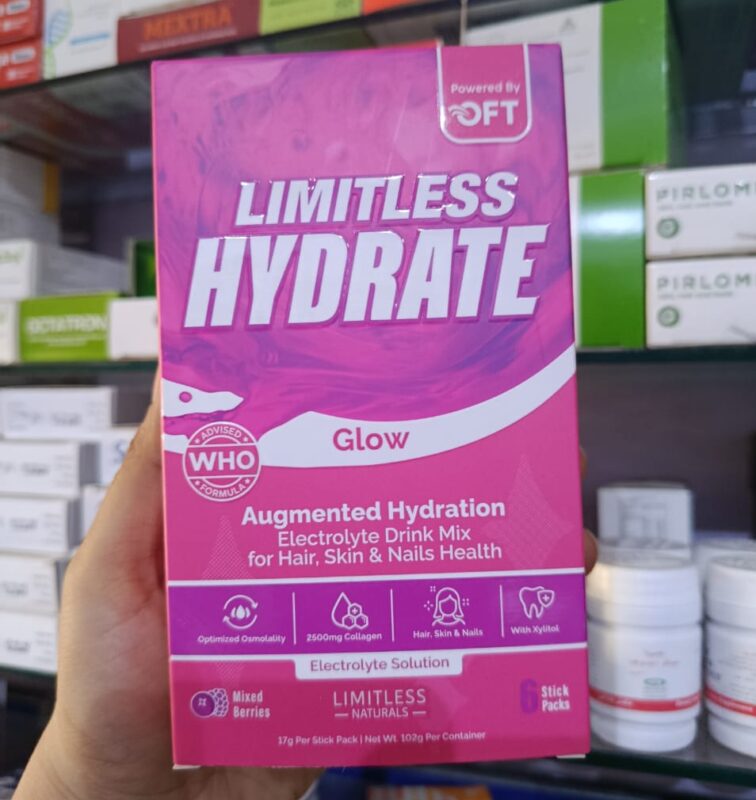 MEXTRA
Powered By
OFT
LIMITLESS
HYDRATE
PIRLOM
PIRLOM
OCTATRON
Glow
ADVISED
WHO
FORMULA
Augmented Hydration
Electrolyte Drink Mix
for Hair, Skin & Nails Health
Optimized Osmolality
2500mg Collagen
Hair, Skin & Nails
With Xylitol
Electrolyte Solution
Mixed
Berries
LIMITLESS
NATURALS
6 Stick
Packs
17g Per Stick Pack | Net Wt. 102g Per Container